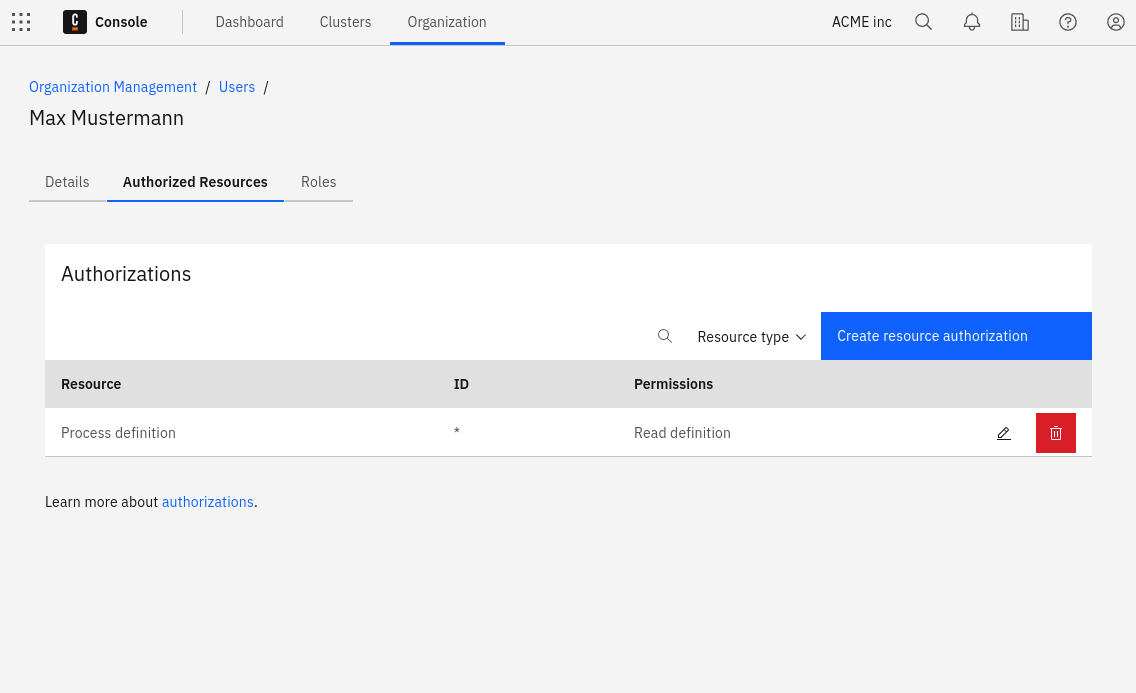 C Console Dashboard Clusters Organization ACME inc
Organization Management / Users /
Max Mustermann
Details Authorized Resources Roles
Authorizations
Resource type Create resource authorization
Resource ID Permissions
Process definition * Read definition
Learn more about authorizations.